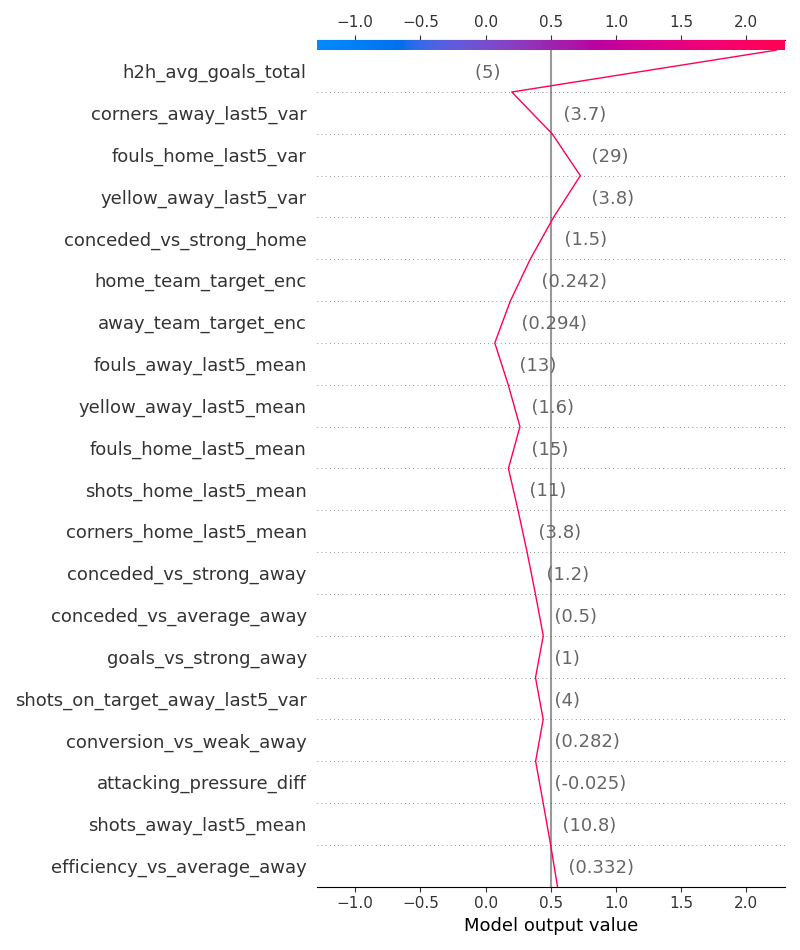 −1.0 −0.5 0.0 0.5 1.0 1.5 2.0
h2h_avg_goals_total (5)
corners_away_last5_var (3.7)
fouls_home_last5_var (29)
yellow_away_last5_var (3.8)
conceded_vs_strong_home (1.5)
home_team_target_enc (0.242)
away_team_target_enc (0.294)
fouls_away_last5_mean (13)
yellow_away_last5_mean (1.6)
fouls_home_last5_mean (15)
shots_home_last5_mean (11)
corners_home_last5_mean (3.8)
conceded_vs_strong_away (1.2)
conceded_vs_average_away (0.5)
goals_vs_strong_away (1)
shots_on_target_away_last5_var (4)
conversion_vs_weak_away (0.282)
attacking_pressure_diff (-0.025)
shots_away_last5_mean (10.8)
efficiency_vs_average_away (0.332)
−1.0 −0.5 0.0 0.5 1.0 1.5 2.0
Model output value